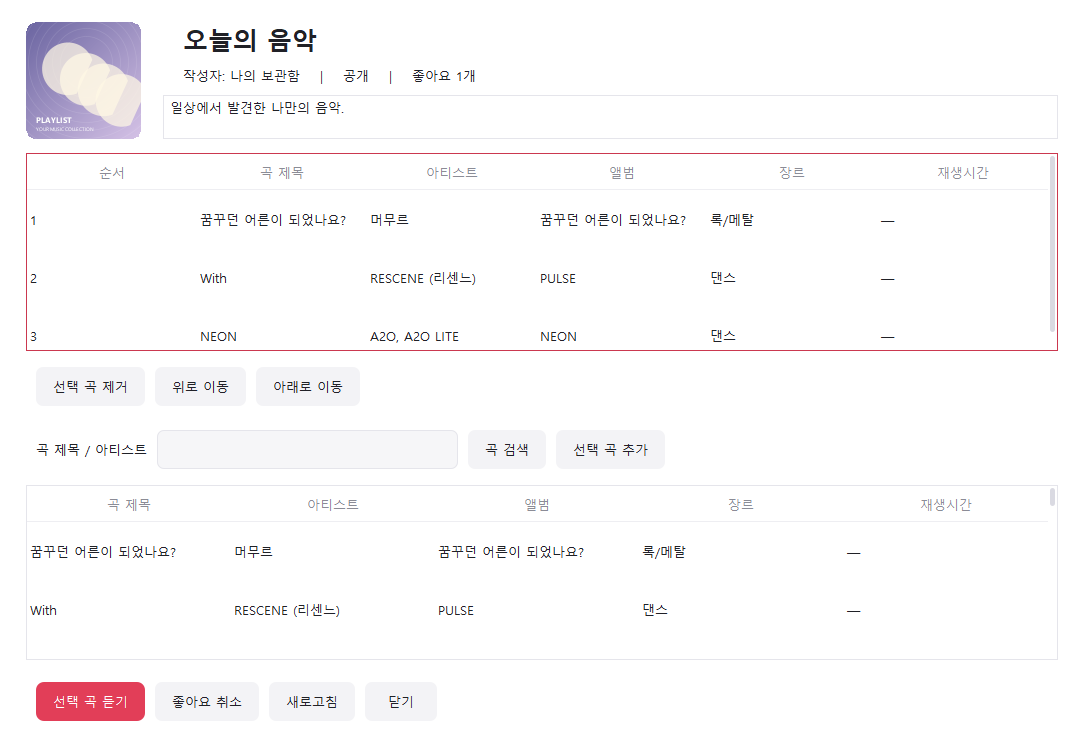 오늘의 음악
작성자: 나의 보관함 | 공개 | 좋아요 1개
일상에서 발견한 나만의 음악.
PLAYLIST
YOUR MUSIC COLLECTION
순서 곡 제목 아티스트 앨범 장르 재생시간
1 꿈꾸던 어른이 되었나요? 머무르 꿈꾸던 어른이 되었나요? 록/메탈 —
2 With RESCENE (리센느) PULSE 댄스 —
3 NEON A2O, A2O LITE NEON 댄스 —
선택 곡 제거 위로 이동 아래로 이동
곡 제목 / 아티스트 곡 검색 선택 곡 추가
곡 제목 아티스트 앨범 장르 재생시간
꿈꾸던 어른이 되었나요? 머무르 꿈꾸던 어른이 되었나요? 록/메탈 —
With RESCENE (리센느) PULSE 댄스 —
선택 곡 듣기 좋아요 취소 새로고침 닫기